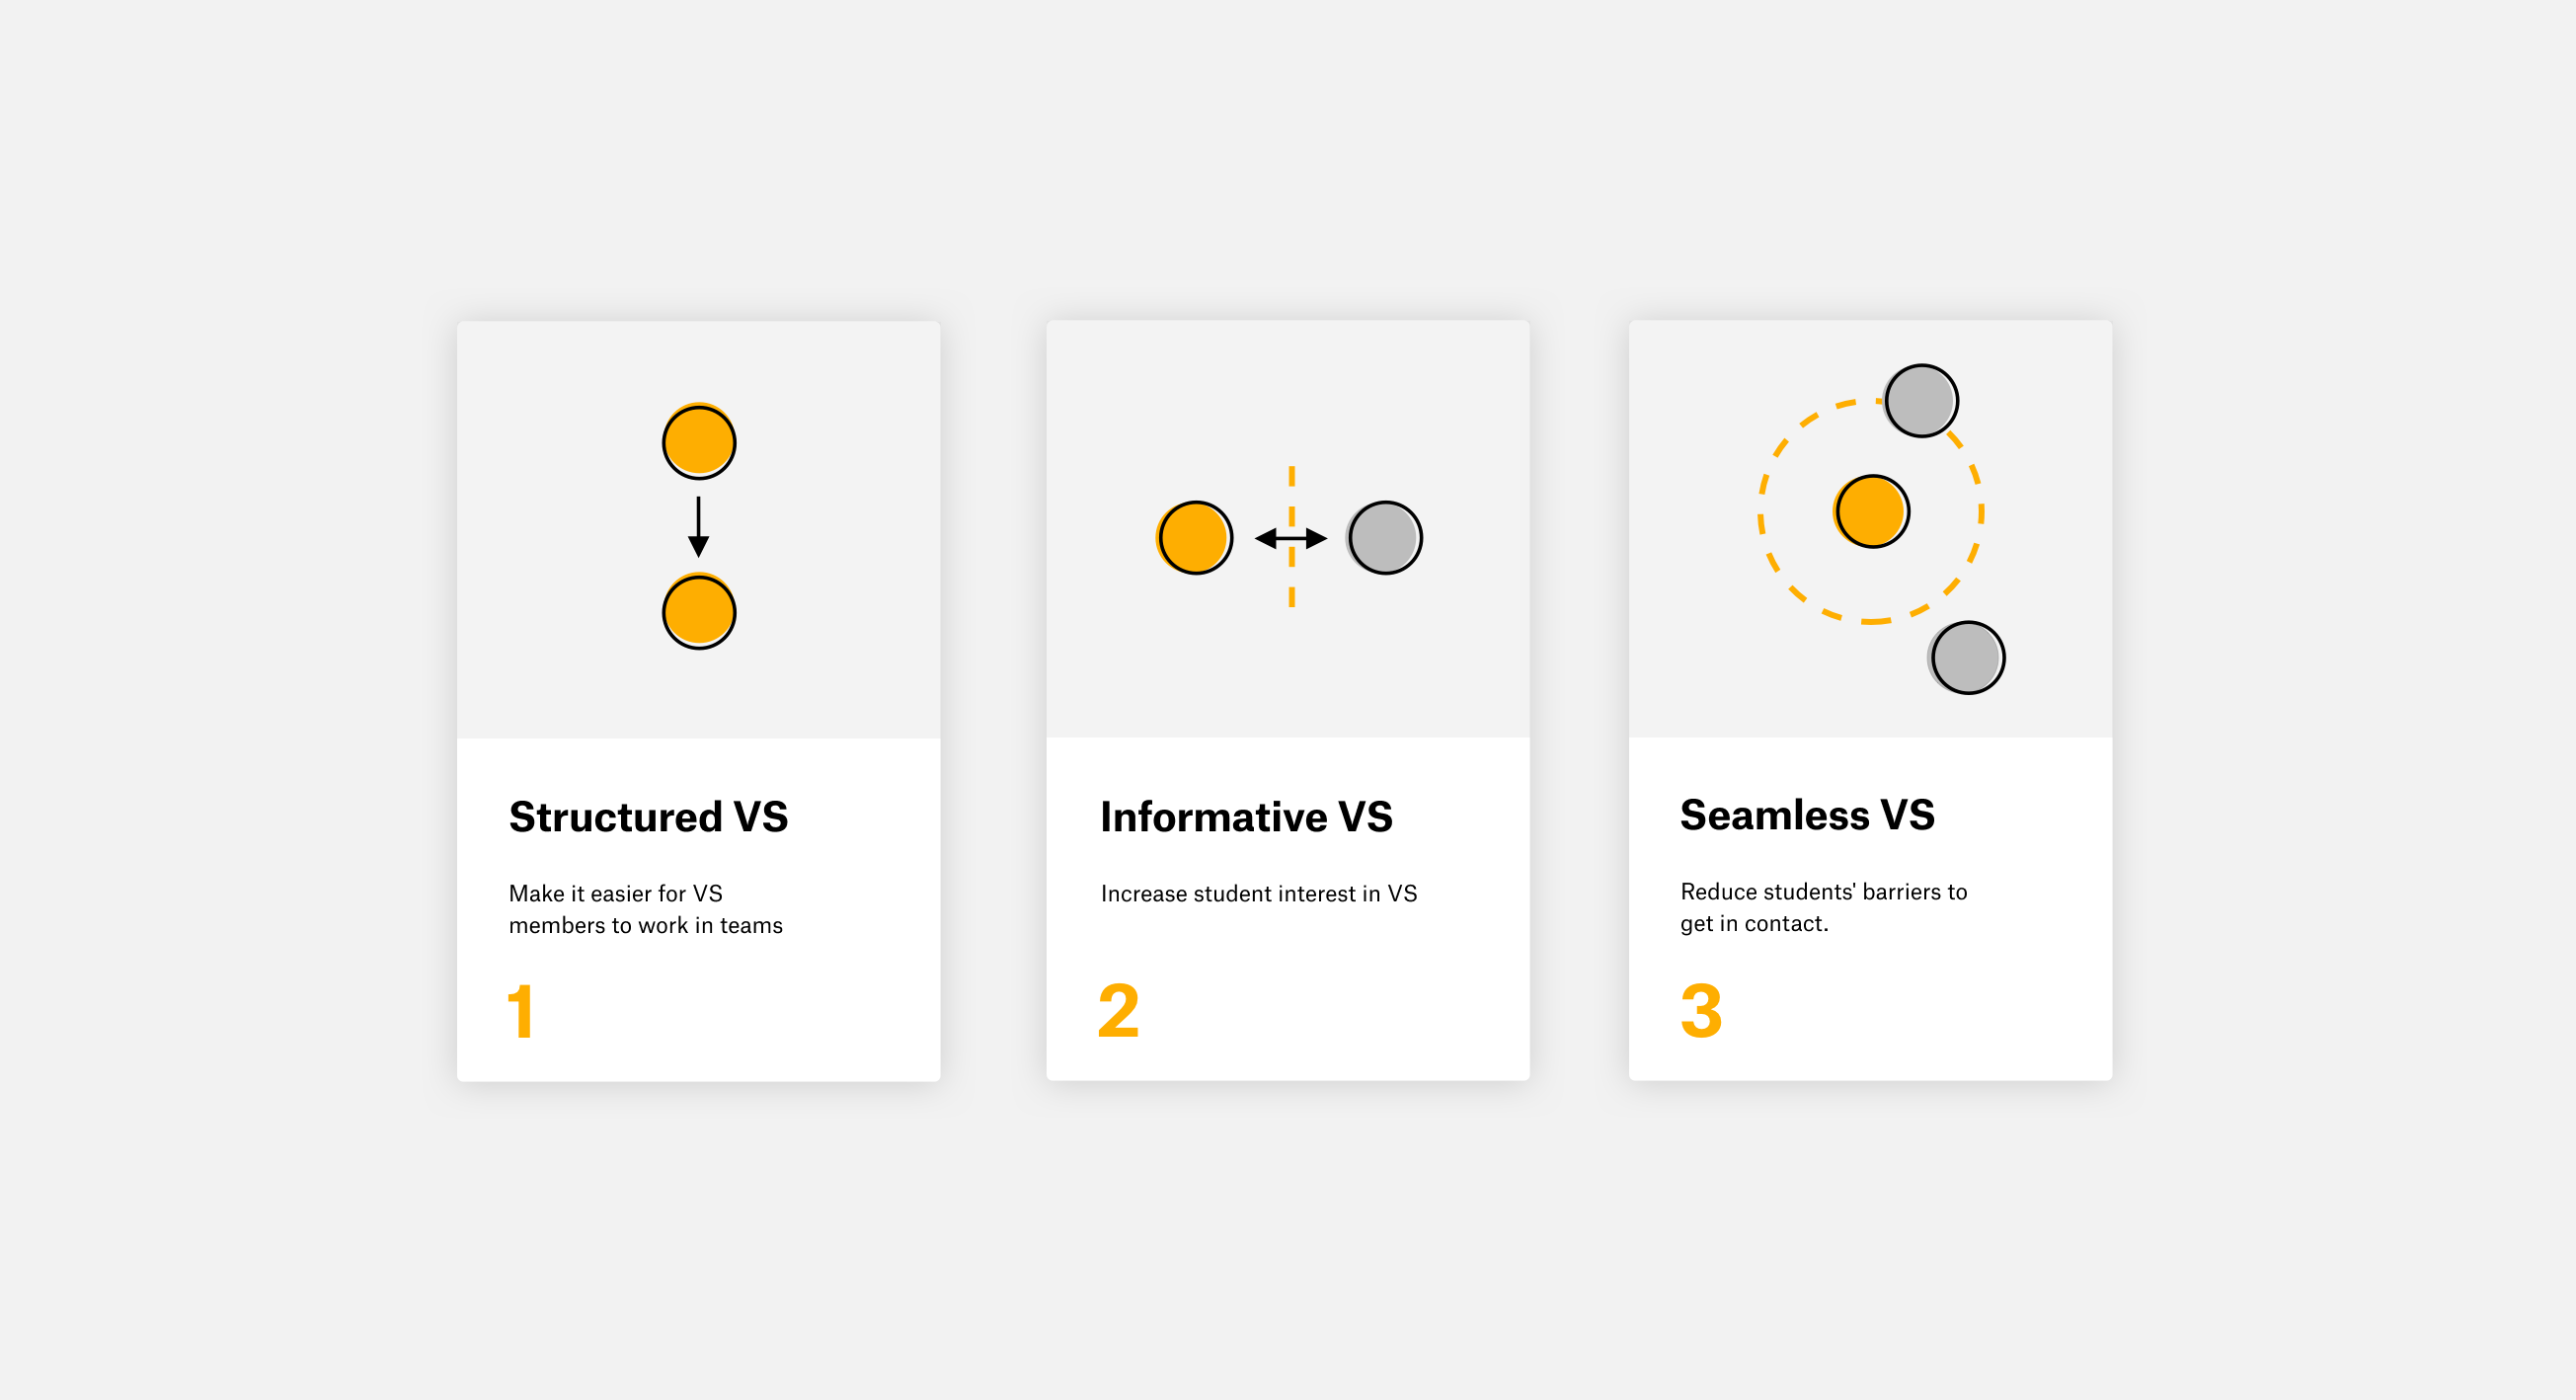 Structured VS
Make it easier for VS
members to work in teams
1
Informative VS
Increase student interest in VS
2
Seamless VS
Reduce students' barriers to
get in contact.
3